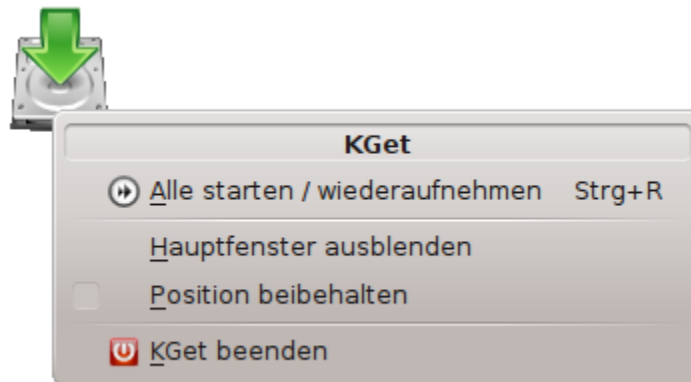 KGet
Alle starten / wiederaufnehmen Strg+R
Hauptfenster ausblenden
Position beibehalten
KGet beenden